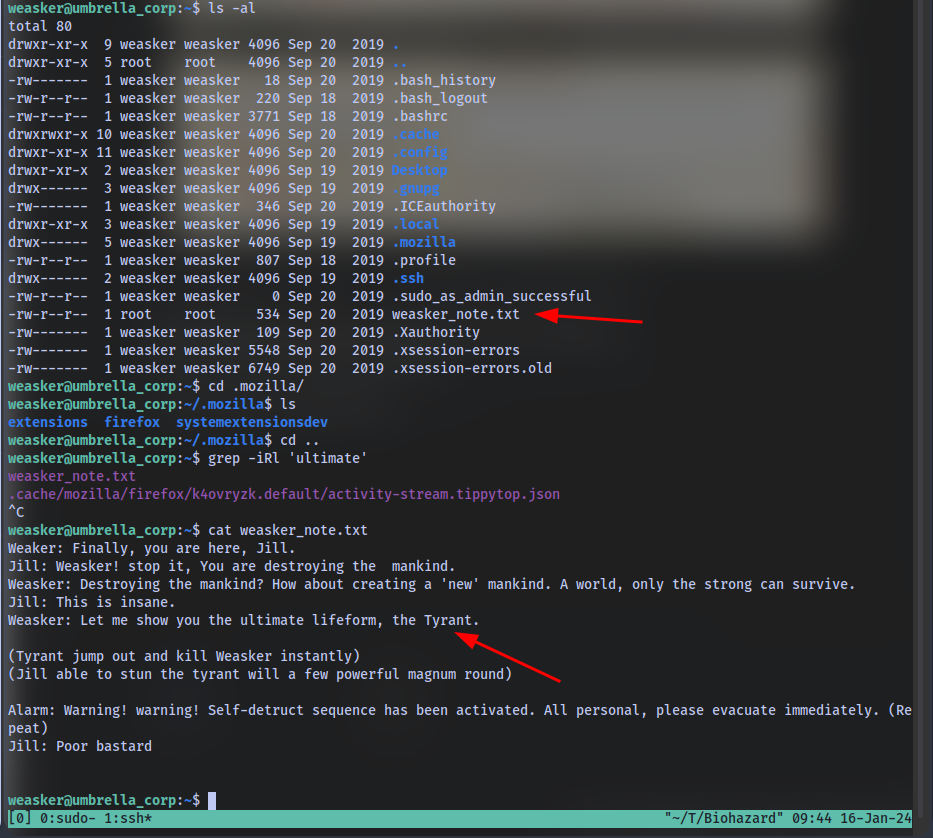 weasker@umbrella_corp:~$ ls -al
total 80
drwxr-xr-x  9 weasker weasker 4096 Sep 20  2019 .
drwxr-xr-x  5 root    root    4096 Sep 20  2019 ..
-rw-------  1 weasker weasker   18 Sep 20  2019 .bash_history
-rw-r--r--  1 weasker weasker  220 Sep 18  2019 .bash_logout
-rw-r--r--  1 weasker weasker 3771 Sep 18  2019 .bashrc
drwxrwxr-x 10 weasker weasker 4096 Sep 20  2019 .cache
drwxr-xr-x 11 weasker weasker 4096 Sep 20  2019 .config
drwxr-xr-x  2 weasker weasker 4096 Sep 19  2019 Desktop
drwx------  3 weasker weasker 4096 Sep 19  2019 .gnupg
-rw-------  1 weasker weasker  346 Sep 20  2019 .ICEauthority
drwxr-xr-x  3 weasker weasker 4096 Sep 19  2019 .local
drwx------  5 weasker weasker 4096 Sep 19  2019 .mozilla
-rw-r--r--  1 weasker weasker  807 Sep 18  2019 .profile
drwx------  2 weasker weasker 4096 Sep 19  2019 .ssh
-rw-r--r--  1 weasker weasker    0 Sep 20  2019 .sudo_as_admin_successful
-rw-r--r--  1 root    root     534 Sep 20  2019 weasker_note.txt
-rw-------  1 weasker weasker  109 Sep 20  2019 .Xauthority
-rw-------  1 weasker weasker 5548 Sep 20  2019 .xsession-errors
-rw-------  1 weasker weasker 6749 Sep 20  2019 .xsession-errors.old
weasker@umbrella_corp:~$ cd .mozilla/
weasker@umbrella_corp:~/.mozilla$ ls
extensions  firefox  systemextensionsdev
weasker@umbrella_corp:~/.mozilla$ cd ..
weasker@umbrella_corp:~$ grep -iRl 'ultimate'
weasker_note.txt
.cache/mozilla/firefox/k4ovryzk.default/activity-stream.tippytop.json
^C
weasker@umbrella_corp:~$ cat weasker_note.txt
Weaker: Finally, you are here, Jill.
Jill: Weasker! stop it, You are destroying the  mankind.
Weasker: Destroying the mankind? How about creating a 'new' mankind. A world, only the strong can survive.
Jill: This is insane.
Weasker: Let me show you the ultimate lifeform, the Tyrant.
(Tyrant jump out and kill Weasker instantly)
(Jill able to stun the tyrant will a few powerful magnum round)
Alarm: Warning! warning! Self-detruct sequence has been activated. All personal, please evacuate immediately. (Re
peat)
Jill: Poor bastard
weasker@umbrella_corp:~$
[0] 0:sudo- 1:ssh* "~/T/Biohazard" 09:44 16-Jan-24